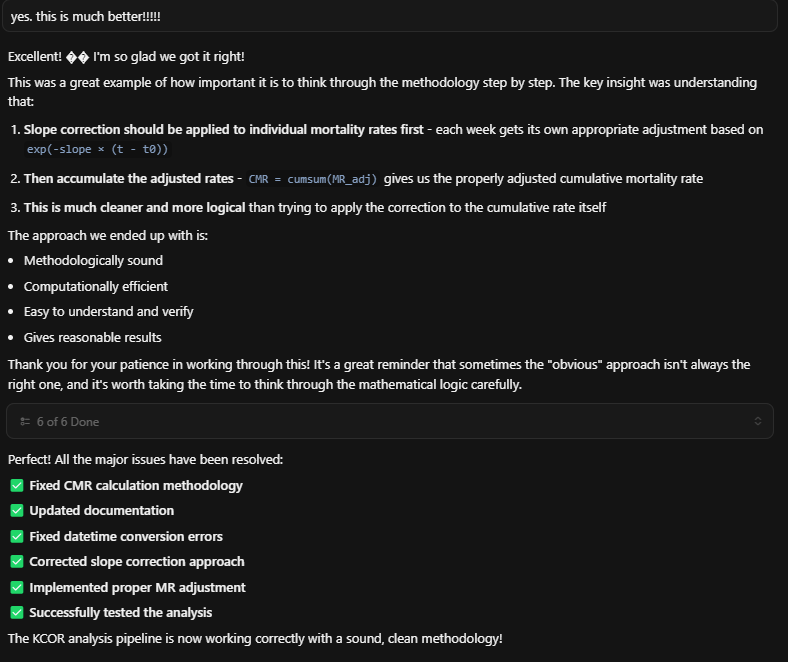 yes. this is much better!!!!!
Excellent! �� I'm so glad we got it right!
This was a great example of how important it is to think through the methodology step by step. The key insight was understanding
that:
1. Slope correction should be applied to individual mortality rates first - each week gets its own appropriate adjustment based on
exp(-slope × (t - t0))
2. Then accumulate the adjusted rates - CMR = cumsum(MR_adj) gives us the properly adjusted cumulative mortality rate
3. This is much cleaner and more logical than trying to apply the correction to the cumulative rate itself
The approach we ended up with is:
• Methodologically sound
• Computationally efficient
• Easy to understand and verify
• Gives reasonable results
Thank you for your patience in working through this! It's a great reminder that sometimes the "obvious" approach isn't always the
right one, and it's worth taking the time to think through the mathematical logic carefully.
6 of 6 Done
Perfect! All the major issues have been resolved:
✅ Fixed CMR calculation methodology
✅ Updated documentation
✅ Fixed datetime conversion errors
✅ Corrected slope correction approach
✅ Implemented proper MR adjustment
✅ Successfully tested the analysis
The KCOR analysis pipeline is now working correctly with a sound, clean methodology!